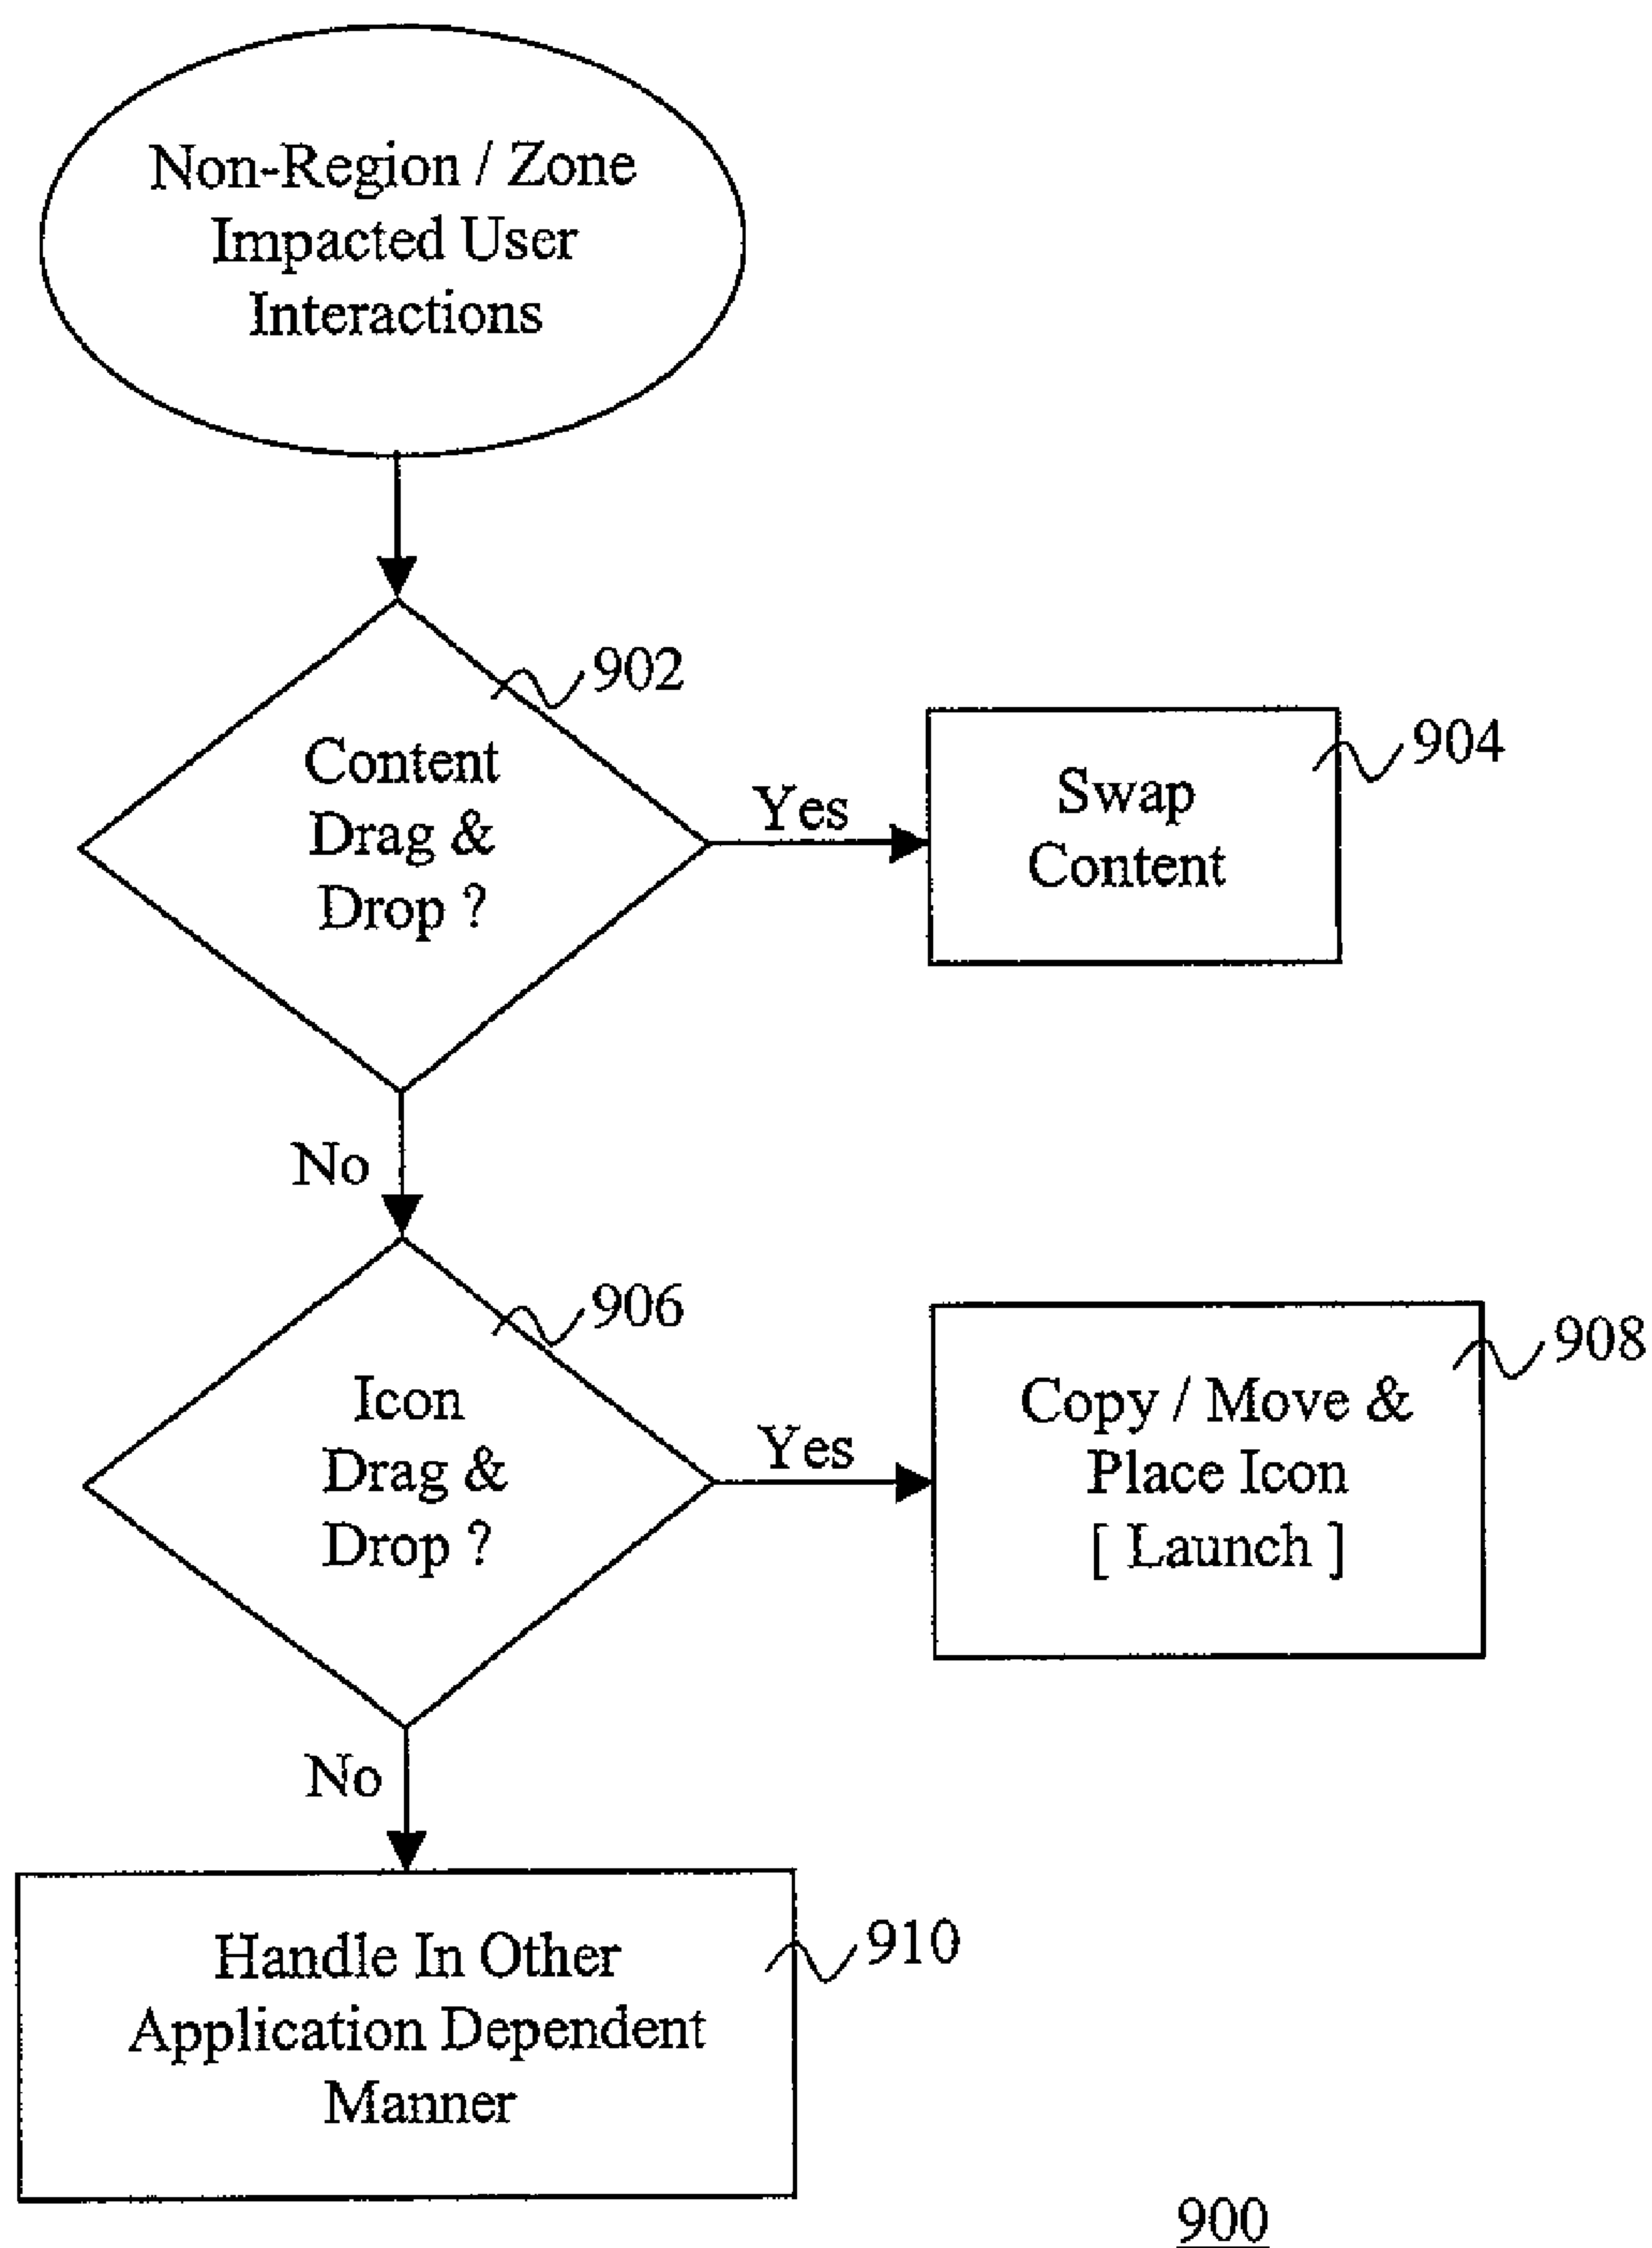 Non-Region / Zone
Impacted User
Interactions
902
Content
Drag &
Drop ?
Yes
904
Swap
Content
No
906
Icon
Drag &
Drop ?
Yes
908
Copy / Move &
Place Icon
[ Launch ]
No
910
Handle In Other
Application Dependent
Manner
900